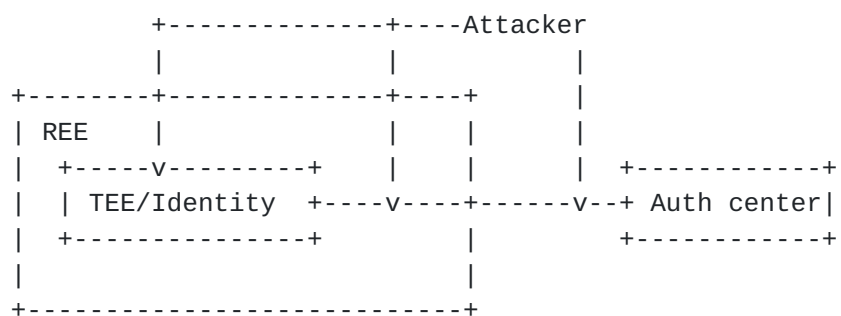 +--------------+----Attacker
| | |
+--------+--------------+----+ |
| REE | | | |
| +-----v---------+ | | | +------------+
| | TEE/Identity +----v----+------v--+ Auth center|
| +---------------+ | +------------+
| |
+----------------------------+